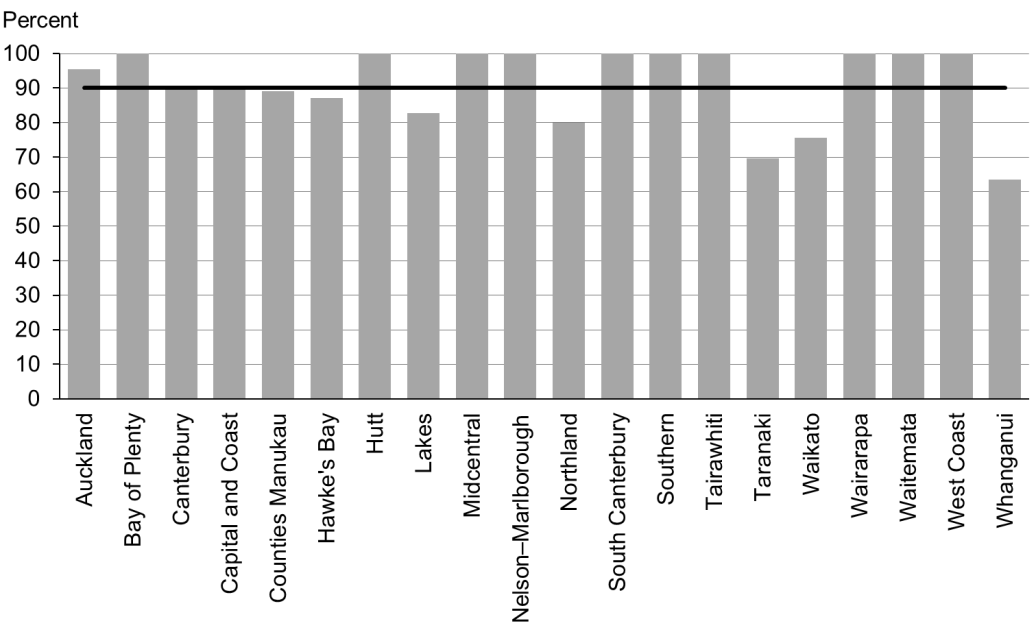 Percent
100
90
80
70
60
50
40
30
20
10
0
Auckland
Bay of Plenty
Canterbury
Capital and Coast
Counties Manukau
Hawke's Bay
Hutt
Lakes
Midcentral
Nelson–Marlborough
Northland
South Canterbury
Southern
Tairawhiti
Taranaki
Waikato
Wairarapa
Waitemata
West Coast
Whanganui